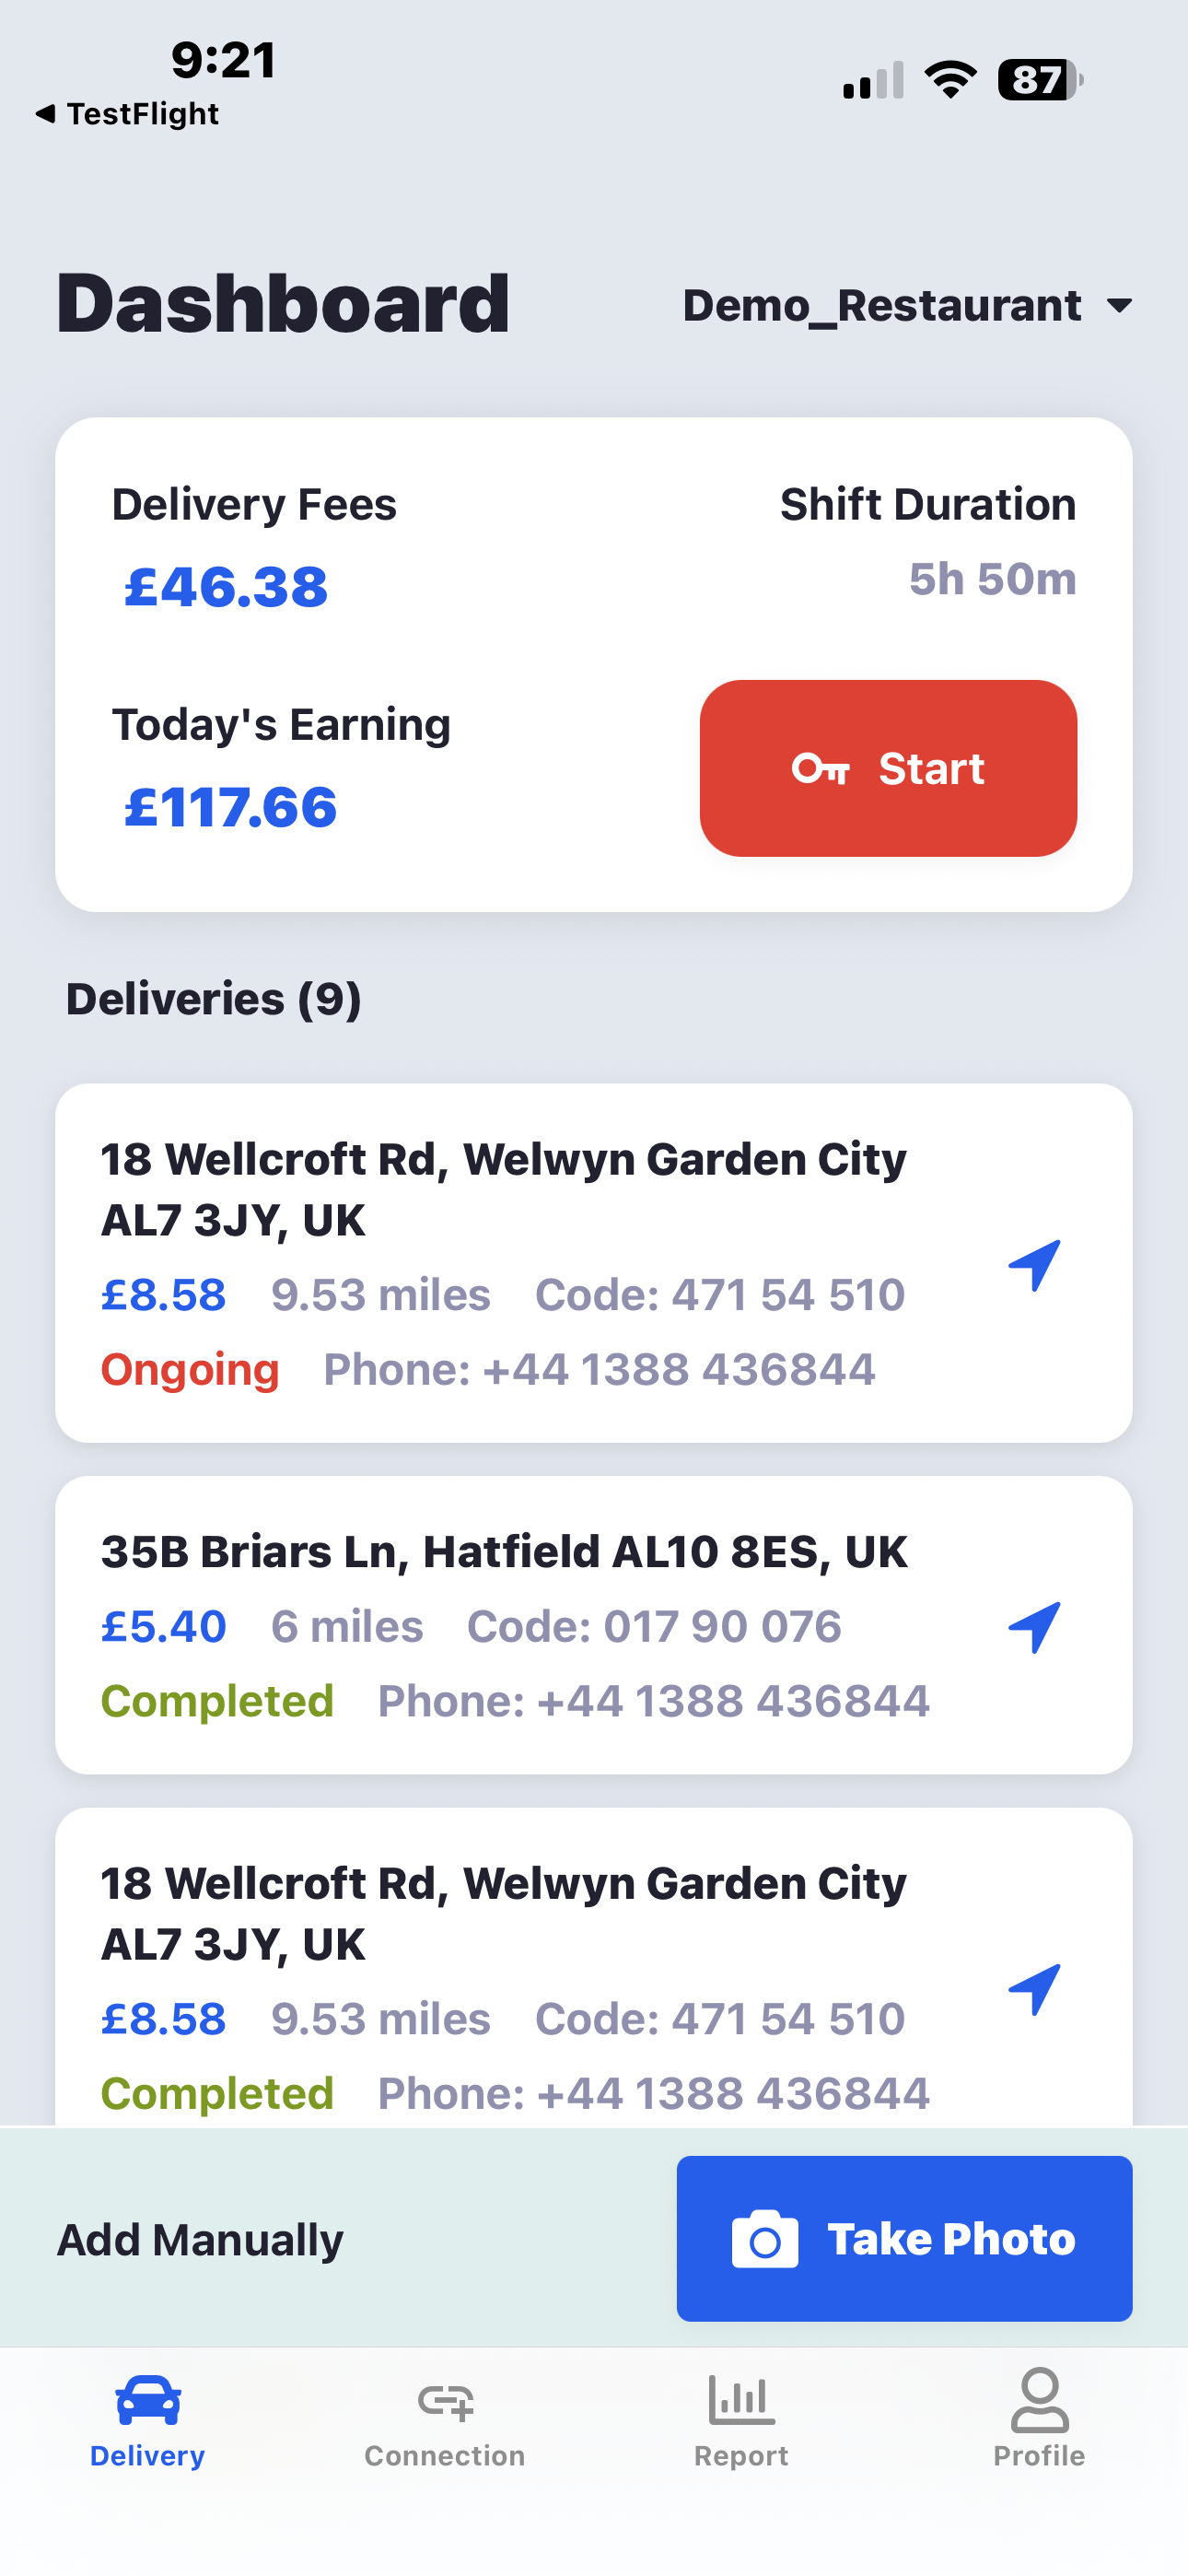 9:21
87
◀ TestFlight
Dashboard
Demo_Restaurant
Delivery Fees
Shift Duration
£46.38
5h 50m
Today's Earning
Start
£117.66
Deliveries (9)
18 Wellcroft Rd, Welwyn Garden City
AL7 3JY, UK
£8.58 9.53 miles Code: 471 54 510
Ongoing Phone: +44 1388 436844
35B Briars Ln, Hatfield AL10 8ES, UK
£5.40 6 miles Code: 017 90 076
Completed Phone: +44 1388 436844
18 Wellcroft Rd, Welwyn Garden City
AL7 3JY, UK
£8.58 9.53 miles Code: 471 54 510
Completed Phone: +44 1388 436844
Add Manually
Take Photo
Delivery
Connection
Report
Profile